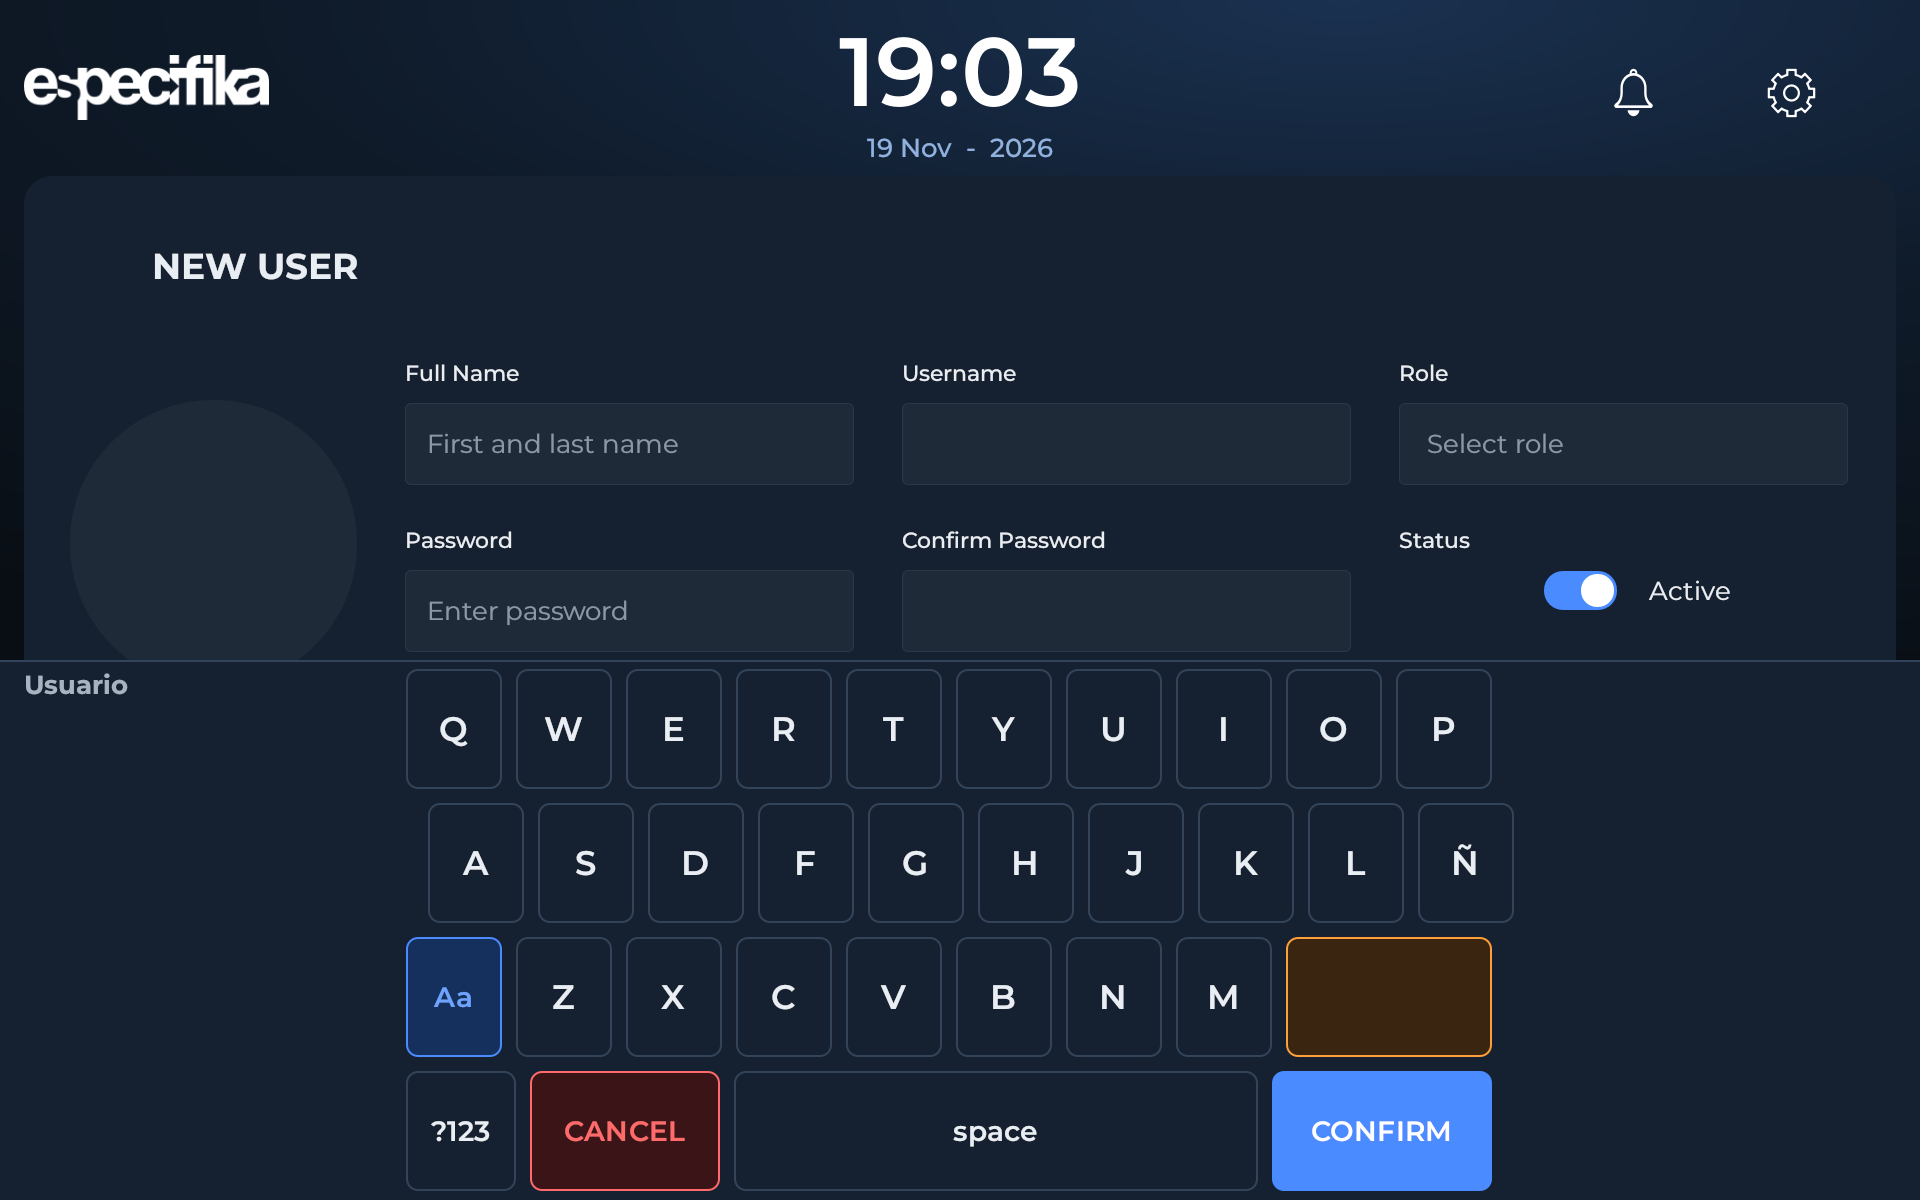 especifika
19:03
19 Nov - 2026
NEW USER
Full Name
Username
Role
First and last name
Select role
Password
Confirm Password
Status
Enter password
Active
Usuario
Q W E R T Y U I O P
A S D F G H J K L Ñ
Aa Z X C V B N M
?123 CANCEL space CONFIRM